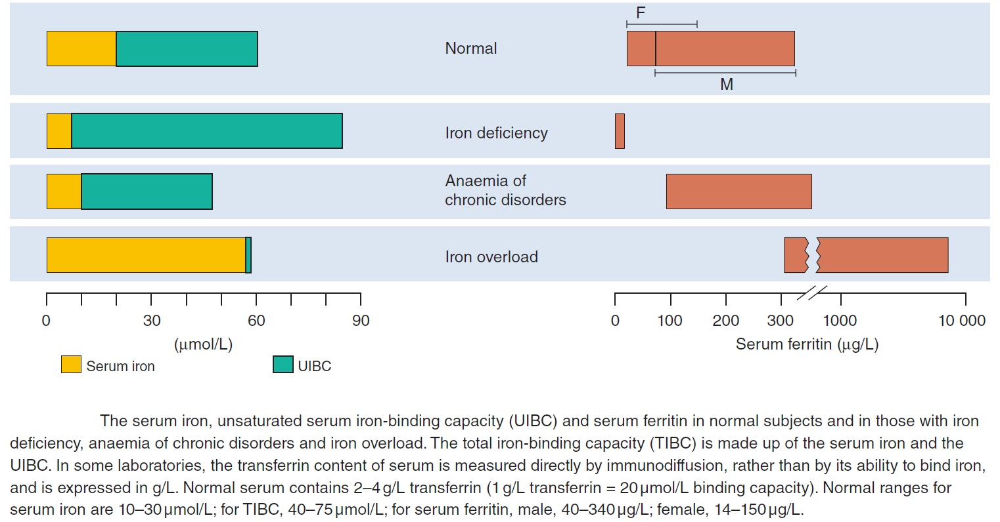 F
Normal
M
Iron deficiency
Anaemia of
chronic disorders
Iron overload
0 30 60 90
(µmol/L)
Serum iron UIBC
0 100 200 300 1000 10 000
Serum ferritin (µg/L)
The serum iron, unsaturated serum iron-binding capacity (UIBC) and serum ferritin in normal subjects and in those with iron
deficiency, anaemia of chronic disorders and iron overload. The total iron-binding capacity (TIBC) is made up of the serum iron and the
UIBC. In some laboratories, the transferrin content of serum is measured directly by immunodiffusion, rather than by its ability to bind iron,
and is expressed in g/L. Normal serum contains 2–4 g/L transferrin (1 g/L transferrin = 20 µmol/L binding capacity). Normal ranges for
serum iron are 10–30 µmol/L; for TIBC, 40–75 µmol/L; for serum ferritin, male, 40–340 µg/L; female, 14–150 µg/L.